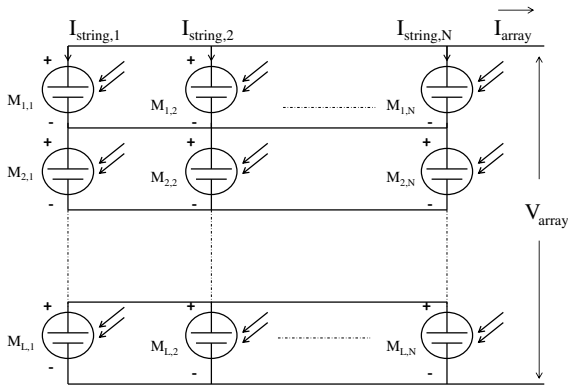 I_string,1 I_string,2 I_string,N I_array
+ + +
M_1,1 M_1,2 M_1,N
- - -
+ + +
M_2,1 M_2,2 M_2,N
- - -
V_array
+ + +
M_L,1 M_L,2 M_L,N
- - -